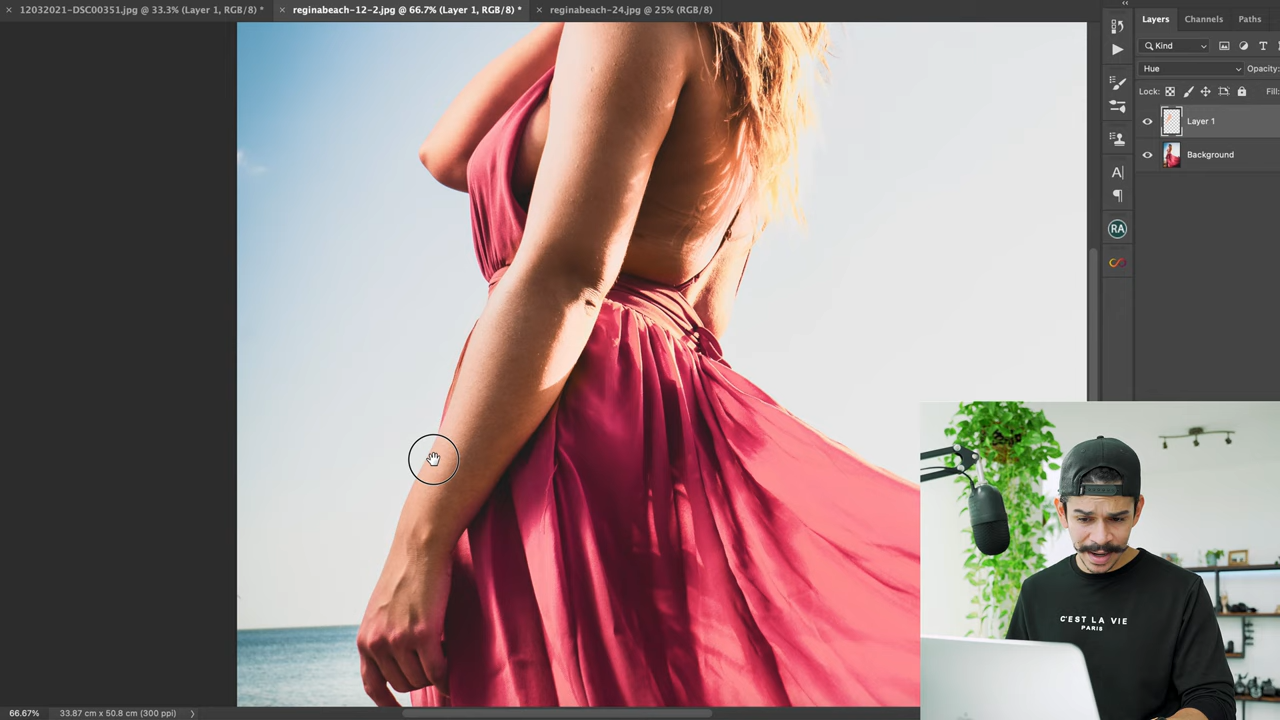 12032021-DSC00351.jpg @ 33.3% (Layer 1, RGB/8) *
reginabeach-12-2.jpg @ 66.7% (Layer 1, RGB/8) *
reginabeach-24.jpg @ 25% (RGB/8)
Layers
Channels
Paths
Kind
Hue
Opacity:
Lock:
Fill:
Layer 1
Background
A
RA
C'EST LA VIE
PARIS
66.67%
33.87 cm x 50.8 cm (300 ppi)